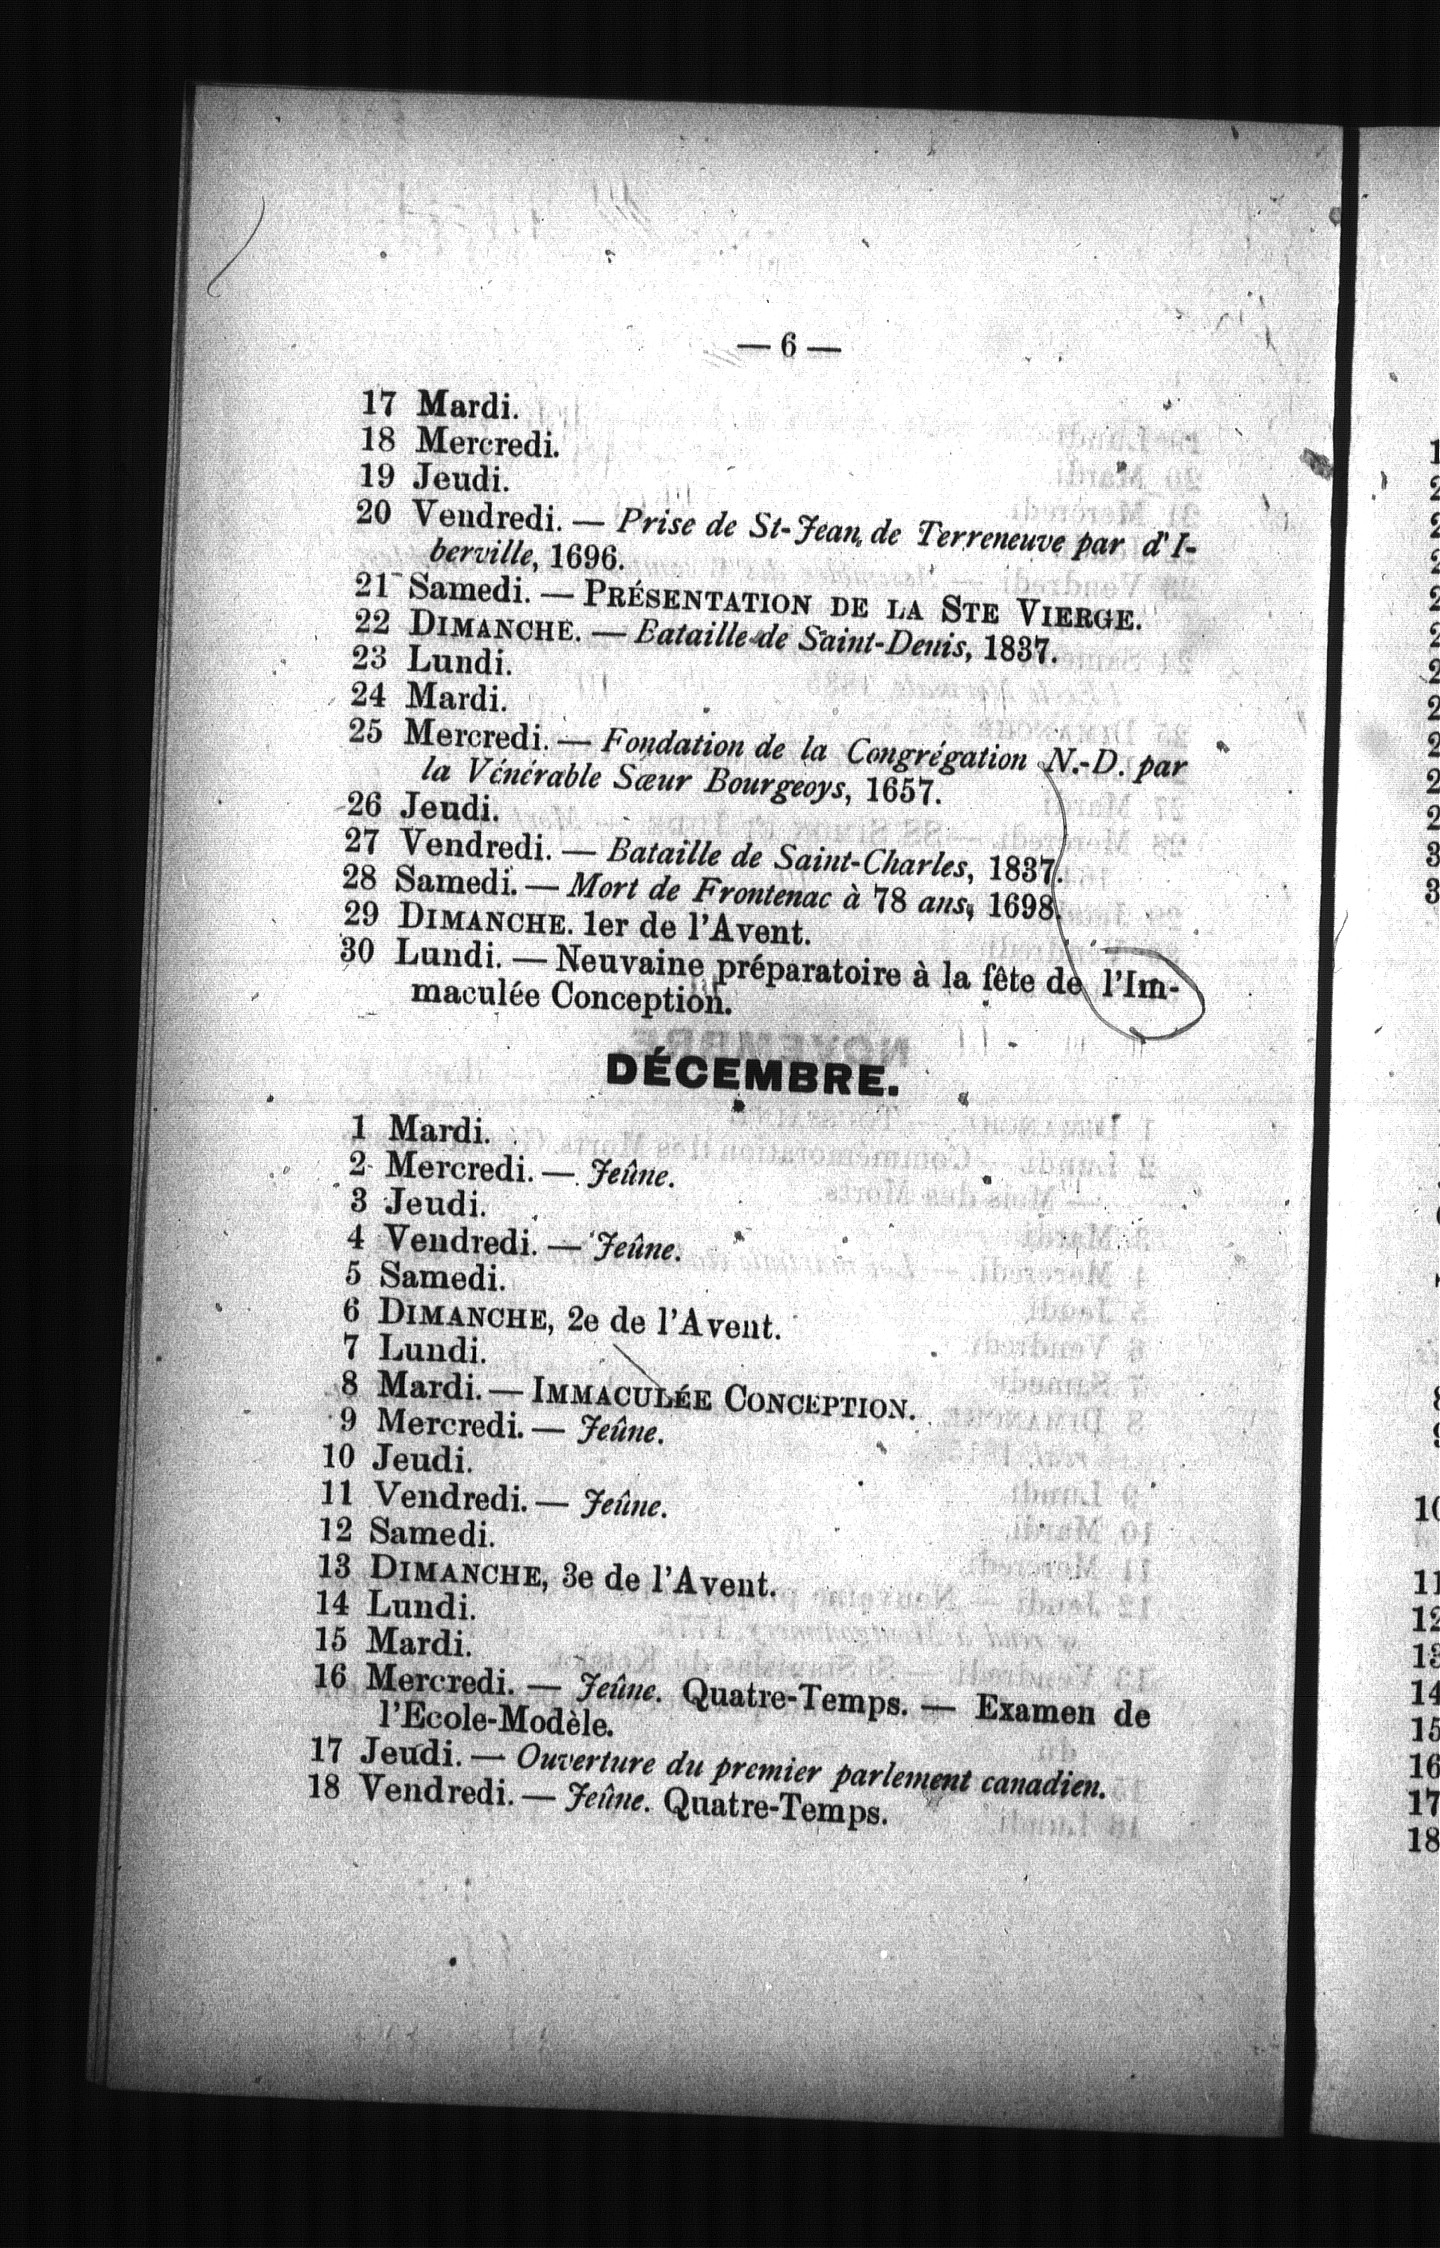 — 6 —
17 Mardi.
18 Mercredi.
19 Jeudi.
20 Vendredi. — Prise de St-Jean de Terreneuve par d'I-
berville, 1696.
21 Samedi. — PRÉSENTATION DE LA STE VIERGE.
22 DIMANCHE. — Bataille de Saint-Denis, 1837.
23 Lundi.
24 Mardi.
25 Mercredi. — Fondation de la Congrégation N.-D. par
la Vénérable Sœur Bourgeoys, 1657.
26 Jeudi.
27 Vendredi. — Bataille de Saint-Charles, 1837.
28 Samedi. — Mort de Frontenac à 78 ans, 1698.
29 DIMANCHE. 1er de l'Avent.
30 Lundi. — Neuvaine préparatoire à la fête de l'Im-
maculée Conception.
DÉCEMBRE.
1 Mardi.
2 Mercredi. — Jeûne.
3 Jeudi.
4 Vendredi. — Jeûne.
5 Samedi.
6 DIMANCHE, 2e de l'Avent.
7 Lundi.
8 Mardi. — IMMACULÉE CONCEPTION.
9 Mercredi. — Jeûne.
10 Jeudi.
11 Vendredi. — Jeûne.
12 Samedi.
13 DIMANCHE, 3e de l'Avent.
14 Lundi.
15 Mardi.
16 Mercredi. — Jeûne. Quatre-Temps. — Examen de
l'Ecole-Modèle.
17 Jeudi. — Ouverture du premier parlement canadien.
18 Vendredi. — Jeûne. Quatre-Temps.